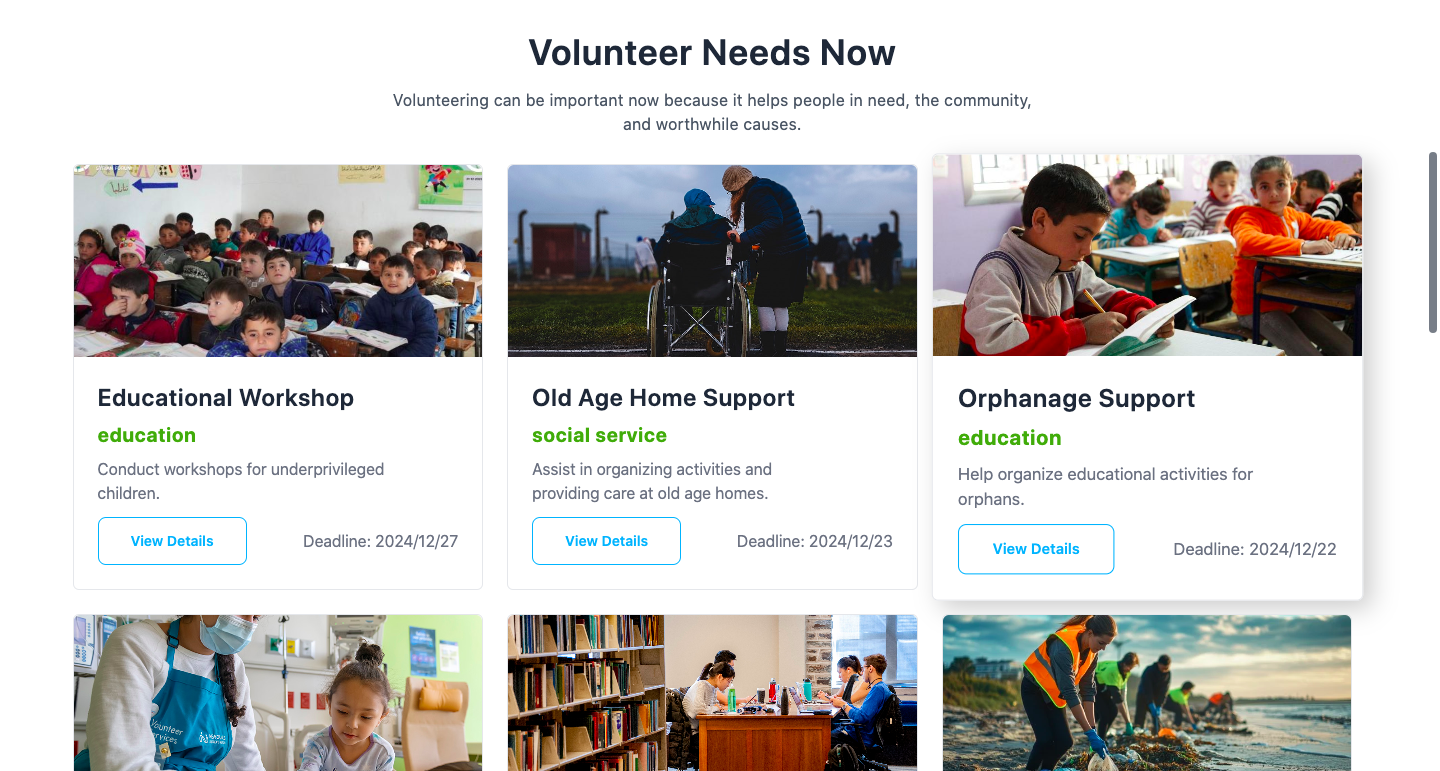 Volunteer Needs Now
Volunteering can be important now because it helps people in need, the community,
and worthwhile causes.
Educational Workshop
education
Conduct workshops for underprivileged
children.
View Details
Deadline: 2024/12/27
Old Age Home Support
social service
Assist in organizing activities and
providing care at old age homes.
View Details
Deadline: 2024/12/23
Orphanage Support
education
Help organize educational activities for
orphans.
View Details
Deadline: 2024/12/22
Volunteer
Services